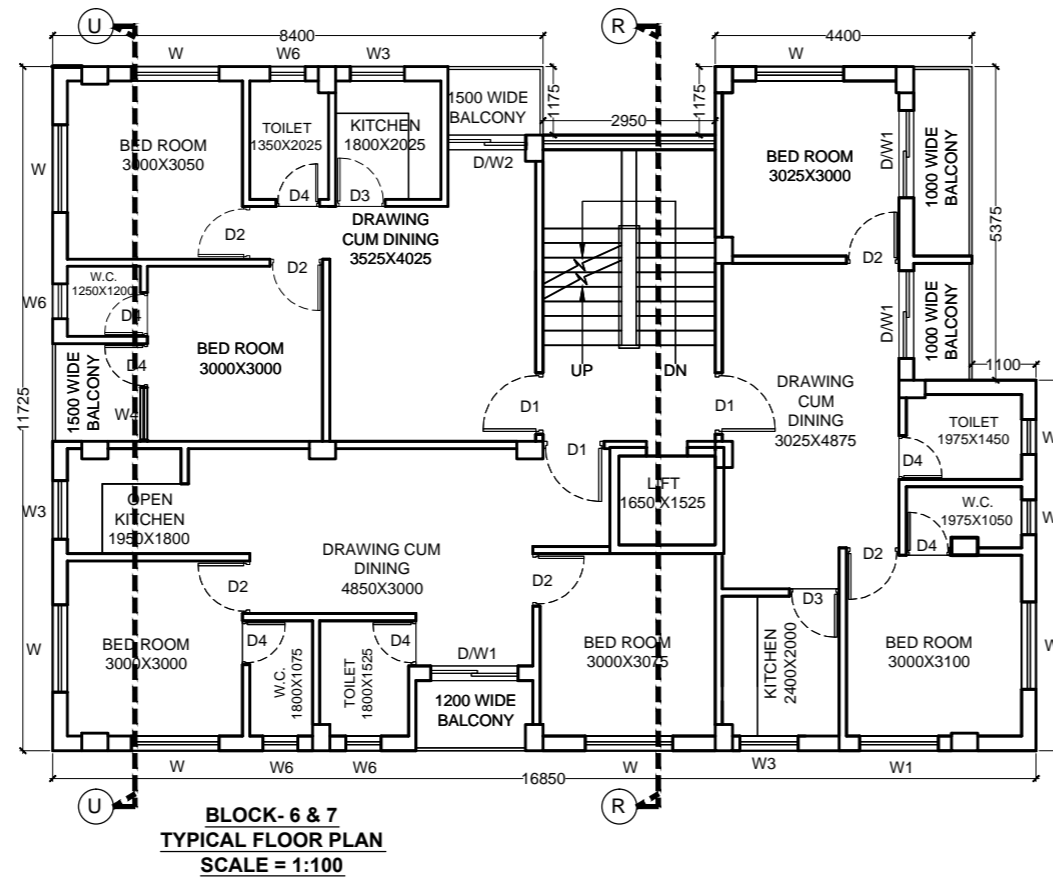 U
R
8400
4400
W
W6
W3
W
1175
1175
2950
1500 WIDE
BALCONY
D/W2
BED ROOM
3000X3050
TOILET
1350X2025
KITCHEN
1800X2025
D4
D3
W
D2
DRAWING
CUM DINING
3525X4025
D2
BED ROOM
3025X3000
D/W1
1000 WIDE
BALCONY
5375
D2
W.C.
1250X1200
W6
D4
D4
BED ROOM
3000X3000
1500 WIDE
BALCONY
W4
11725
UP
DN
D1
D1
D1
D/W1
1000 WIDE
BALCONY
1100
DRAWING
CUM
DINING
3025X4875
TOILET
1975X1450
D4
W
W.C.
1975X1050
D4
W
LIFT
1650 X1525
OPEN
KITCHEN
1950X1800
W3
DRAWING CUM
DINING
4850X3000
D2
D2
D2
D3
BED ROOM
3000X3000
W
D4
W.C.
1800X1075
TOILET
1800X1525
D4
D/W1
1200 WIDE
BALCONY
BED ROOM
3000X3075
KITCHEN
2400X2000
BED ROOM
3000X3100
W
W
W6
W6
W
W3
W1
16850
U
R
BLOCK- 6 & 7
TYPICAL FLOOR PLAN
SCALE = 1:100